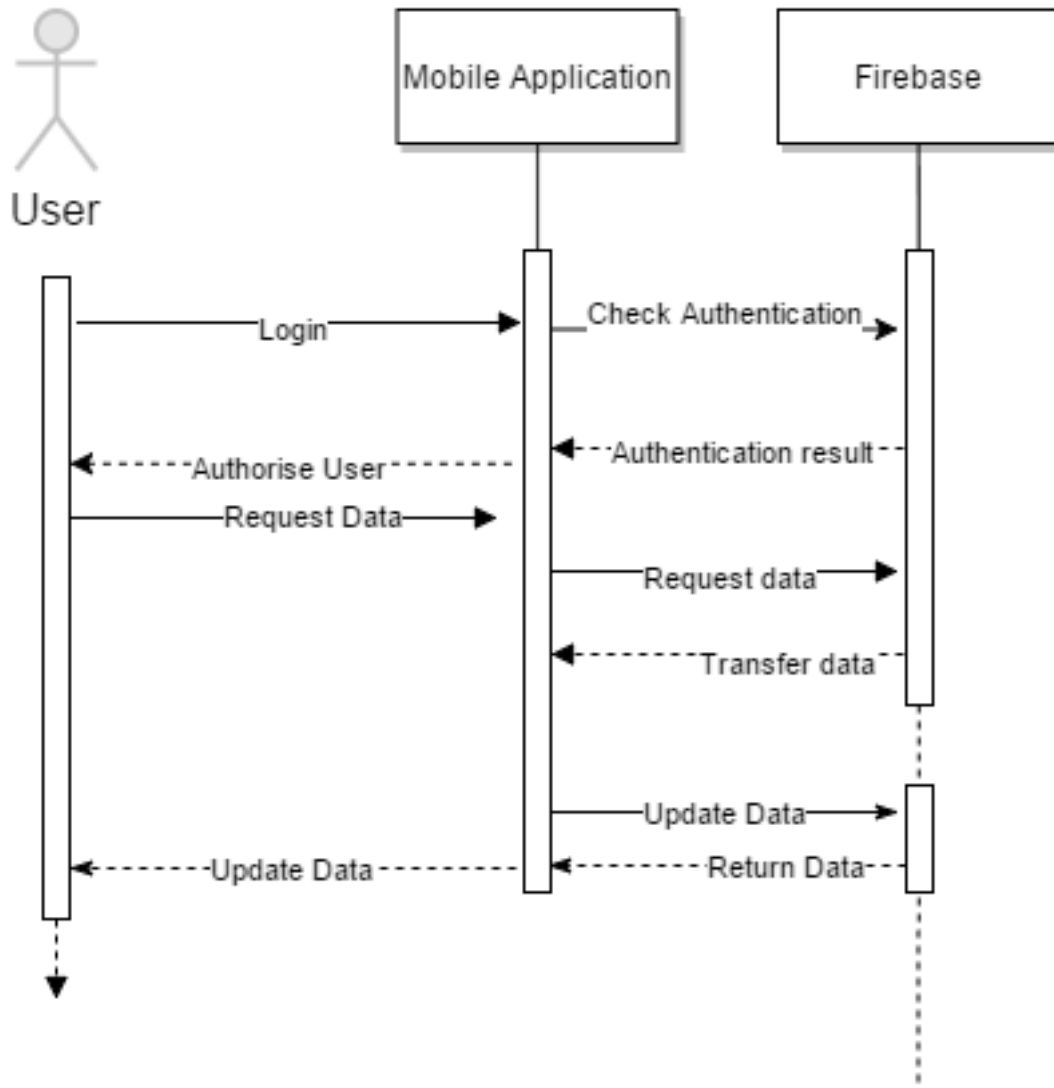 Mobile Application
Firebase
User
Check Authentication
Login
Authentication result
Authorise User
Request Data
Request data
Transfer data
Update Data
Return Data
Update Data